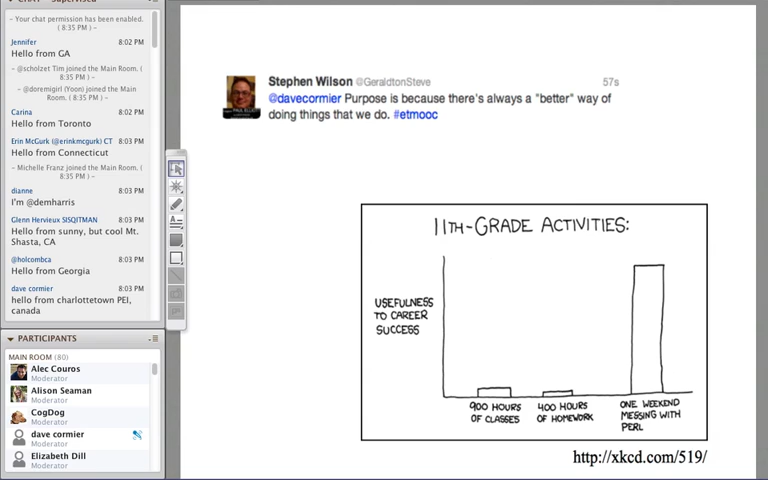 CHAT - Supervised
- Your chat permission has been enabled.
( 8:35 PM ) -
Jennifer 8:02 PM
Hello from GA
- @scholzet Tim joined the Main Room. (
8:35 PM ) -
- @doremigirl (Yoon) joined the Main
Room. ( 8:35 PM ) -
Carina 8:02 PM
Hello from Toronto
Erin McGurk (@erinkmcgurk) CT 8:03 PM
Hello from Connecticut
- Michelle Franz joined the Main Room. (
8:35 PM ) -
dianne 8:03 PM
I'm @demharris
Glenn Hervieux SISQITMAN 8:03 PM
Hello from sunny, but cool Mt.
Shasta, CA
@holcombca 8:03 PM
Hello from Georgia
dave cormier 8:03 PM
hello from charlottetown PEI,
canada
PARTICIPANTS
MAIN ROOM (80)
Alec Couros
Moderator
Alison Seaman
Moderator
CogDog
Moderator
dave cormier
Moderator
Elizabeth Dill
Moderator
Stephen Wilson @GeraldtonSteve 57s
@davecormier Purpose is because there's always a "better" way of
doing things that we do. #etmooc
11TH-GRADE ACTIVITIES:
USEFULNESS
TO CAREER
SUCCESS
900 HOURS
OF CLASSES
400 HOURS
OF HOMEWORK
ONE WEEKEND
MESSING WITH
PERL
http://xkcd.com/519/